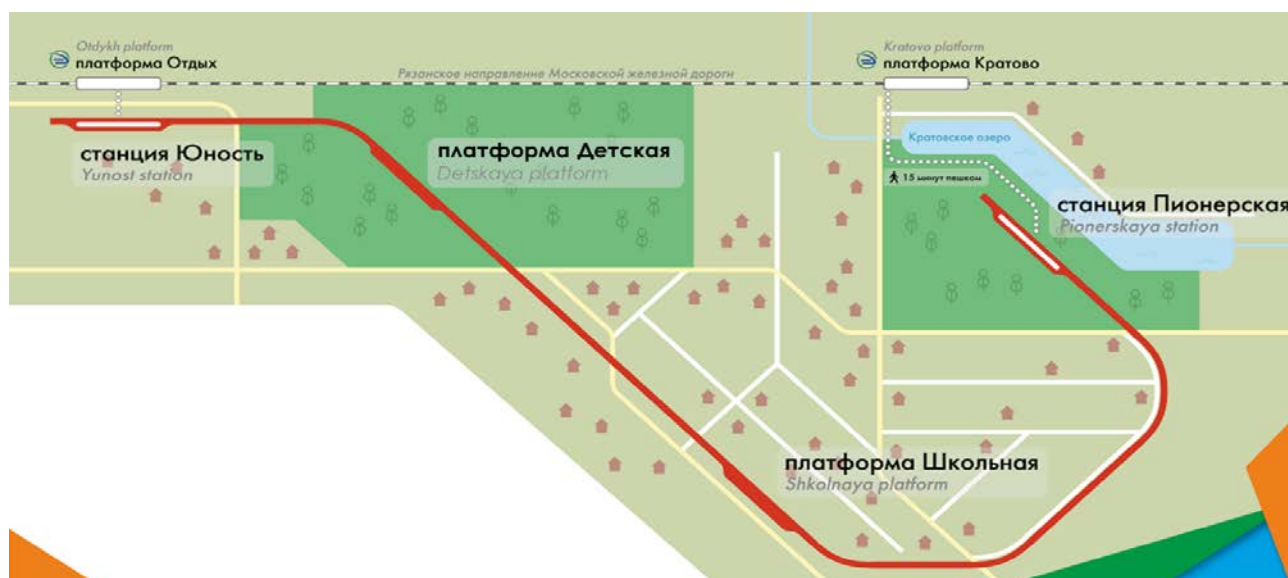 Otdykh platform
платформа Отдых
Kratovo platform
платформа Кратово
Рязанское направление Московской железной дороги
станция Юность
Yunost station
платформа Детская
Detskaya platform
Кратовское озеро
15 минут пешком
станция Пионерская
Pionerskaya station
платформа Школьная
Shkolnaya platform